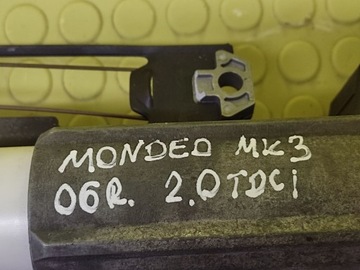 MONDEO MK3
06R. 2.0TDCi